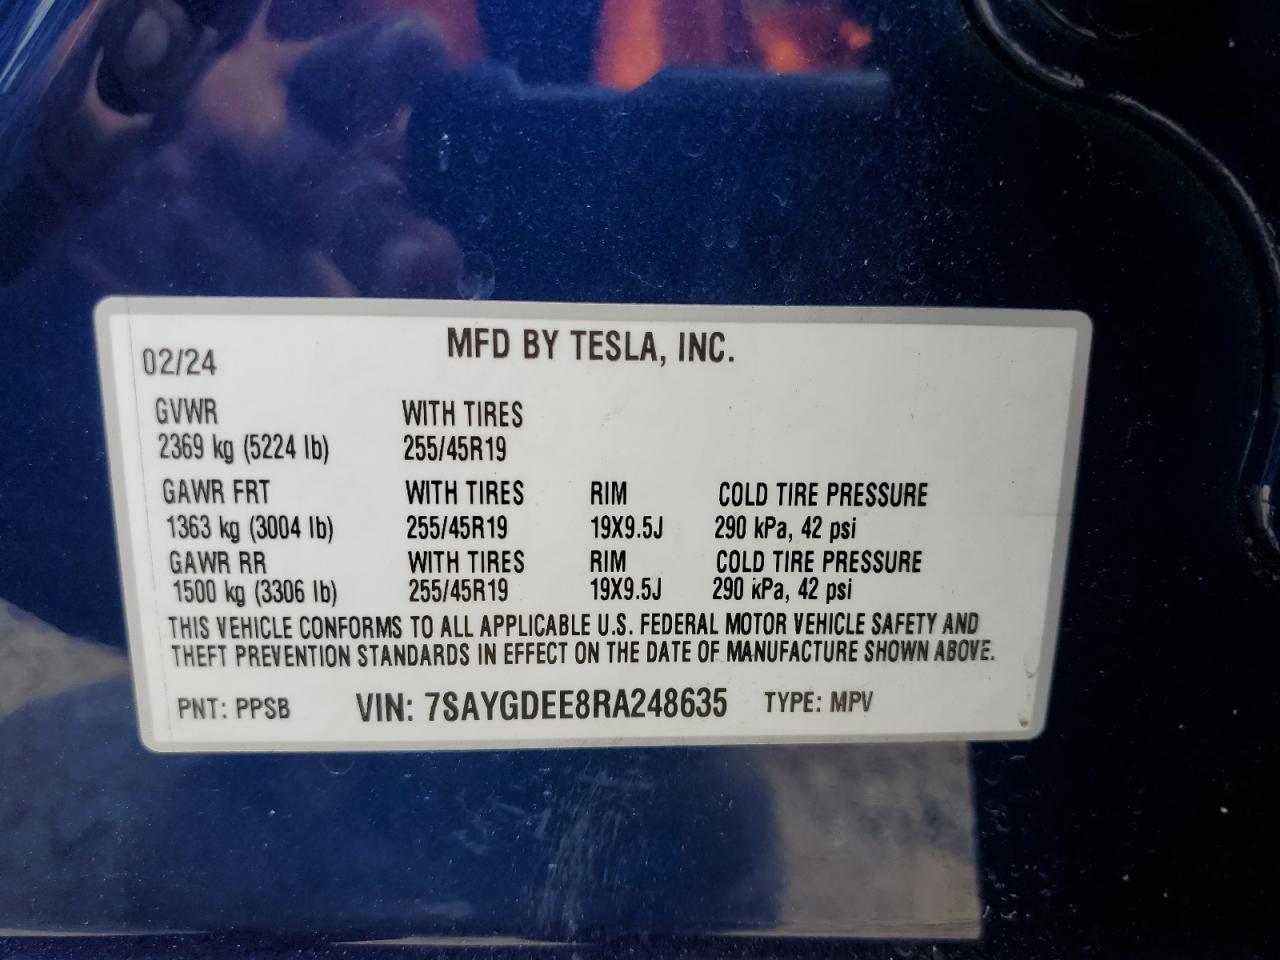 MFD BY TESLA, INC.
02/24
GVWR WITH TIRES
2369 kg (5224 lb) 255/45R19
GAWR FRT WITH TIRES RIM COLD TIRE PRESSURE
1363 kg (3004 lb) 255/45R19 19X9.5J 290 kPa, 42 psi
GAWR RR WITH TIRES RIM COLD TIRE PRESSURE
1500 kg (3306 lb) 255/45R19 19X9.5J 290 kPa, 42 psi
THIS VEHICLE CONFORMS TO ALL APPLICABLE U.S. FEDERAL MOTOR VEHICLE SAFETY AND
THEFT PREVENTION STANDARDS IN EFFECT ON THE DATE OF MANUFACTURE SHOWN ABOVE.
PNT: PPSB VIN: 7SAYGDEE8RA248635 TYPE: MPV